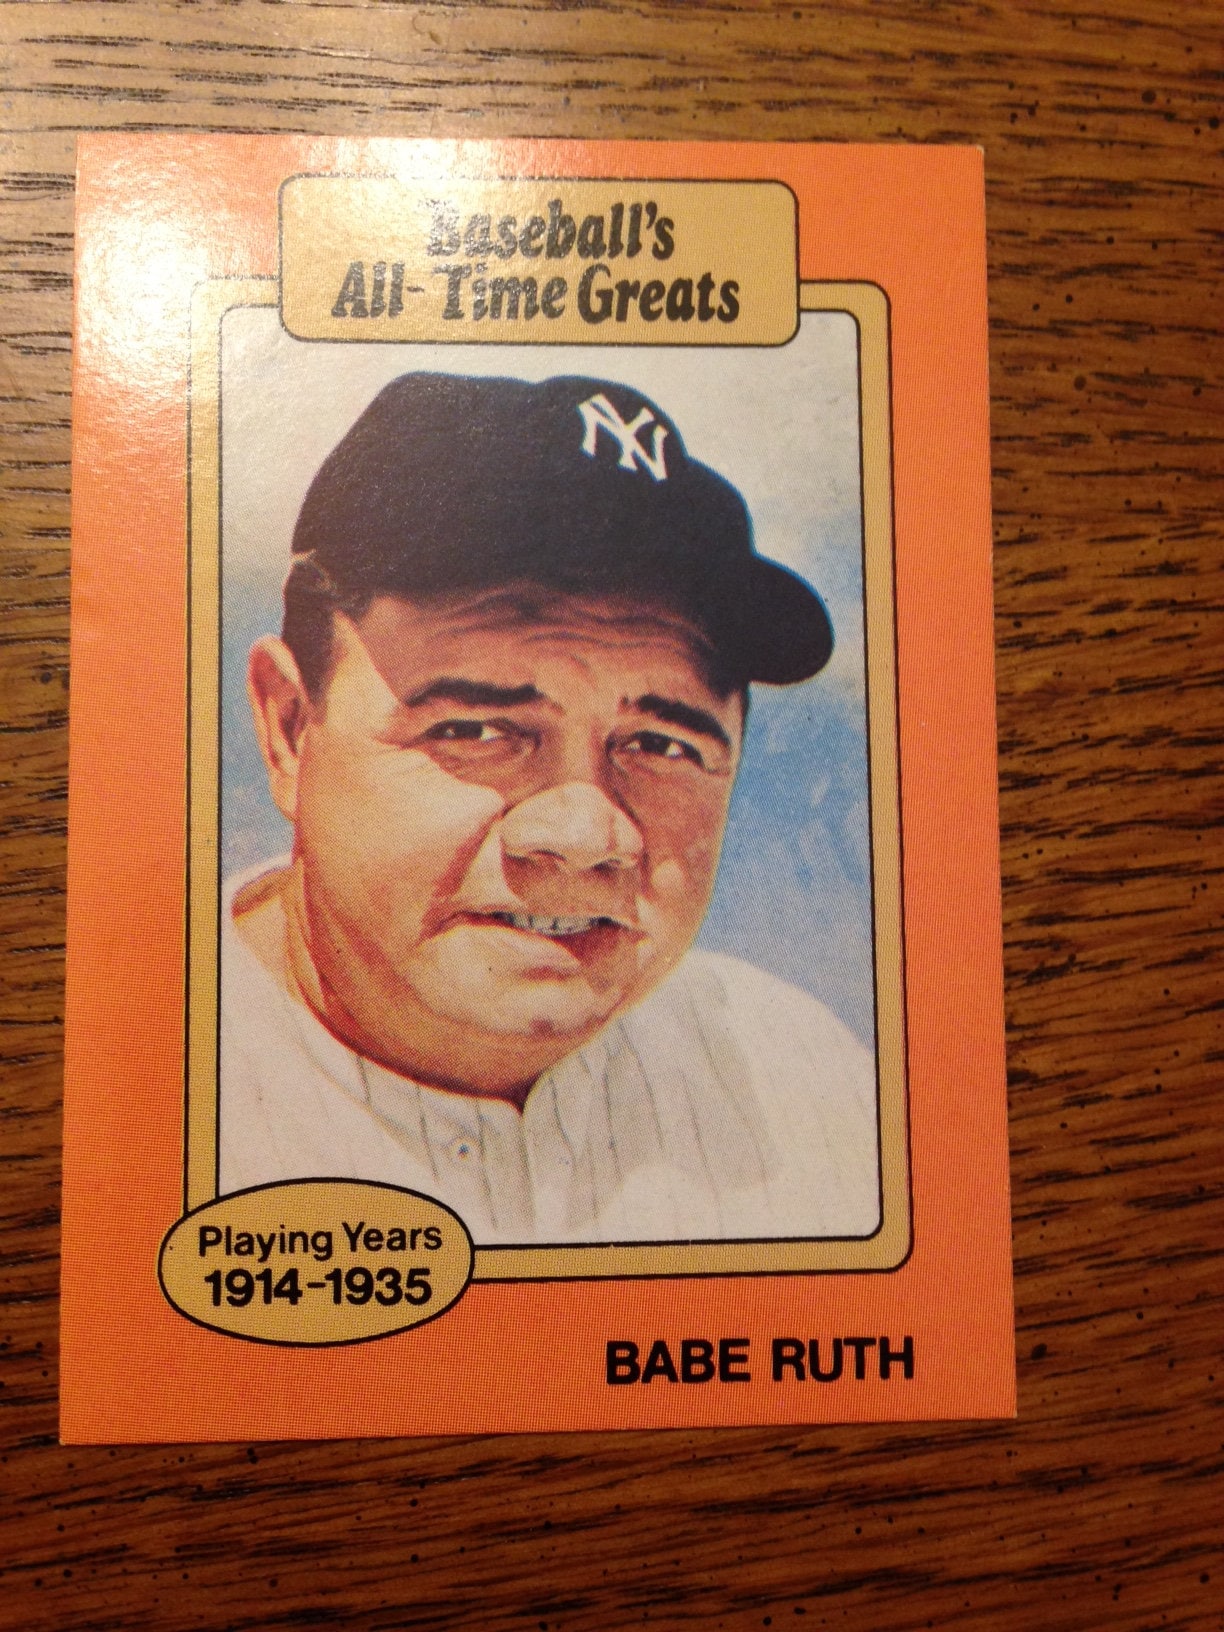 Baseball's
All-Time Greats
NY
Playing Years
1914-1935
BABE RUTH